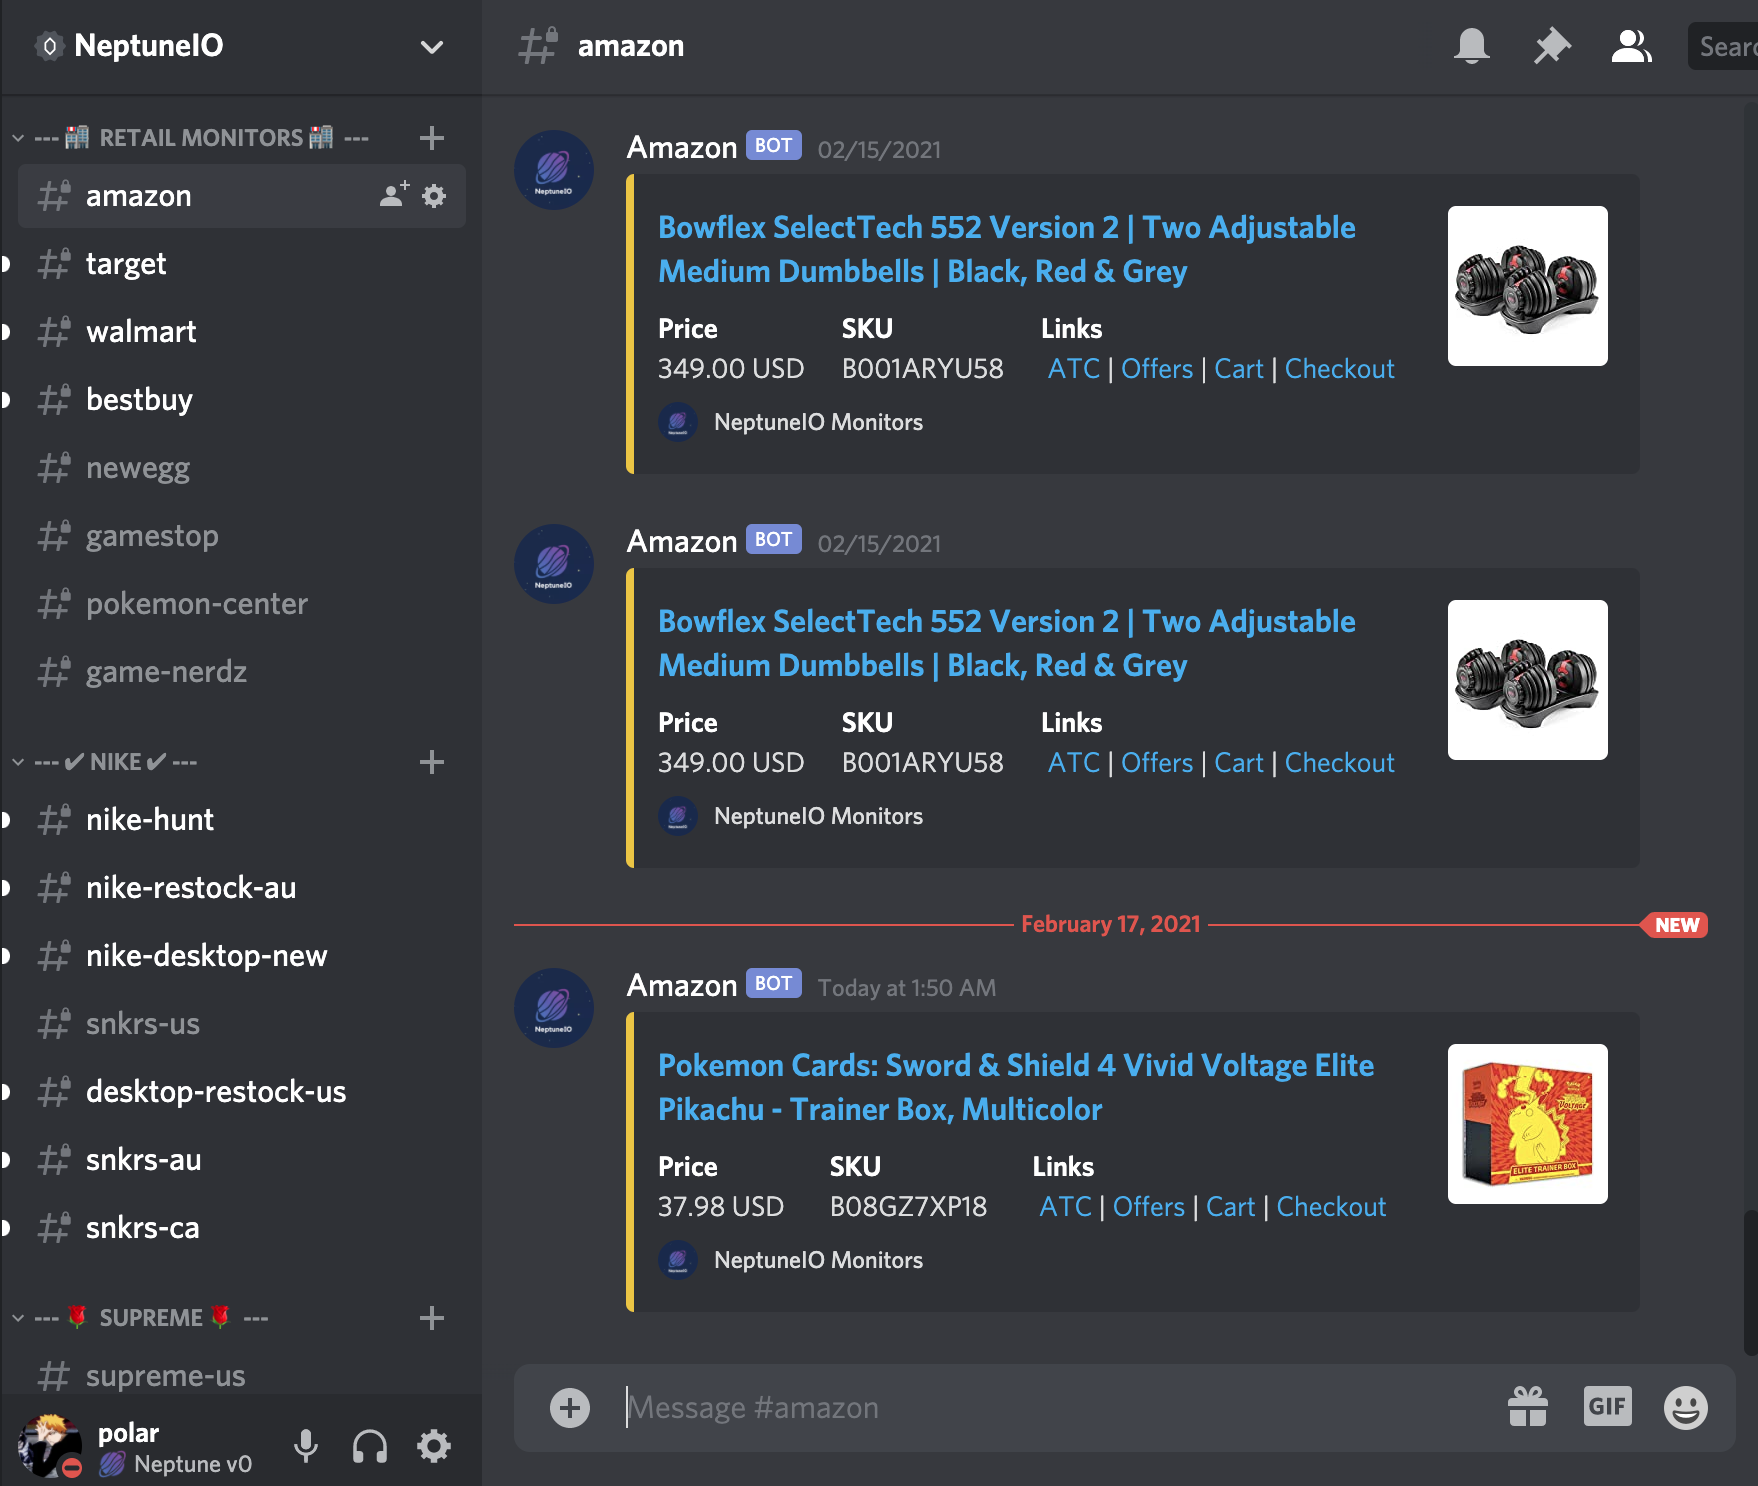 NeptuneIO
--- RETAIL MONITORS ---
amazon
target
walmart
bestbuy
newegg
gamestop
pokemon-center
game-nerdz
--- ✔ NIKE ✔ ---
nike-hunt
nike-restock-au
nike-desktop-new
snkrs-us
desktop-restock-us
snkrs-au
snkrs-ca
--- 🌹 SUPREME 🌹 ---
supreme-us
polar
Neptune v0
amazon
Amazon BOT 02/15/2021
NeptuneIO
Bowflex SelectTech 552 Version 2 | Two Adjustable
Medium Dumbbells | Black, Red & Grey
Price SKU Links
349.00 USD B001ARYU58 ATC | Offers | Cart | Checkout
NeptuneIO Monitors
Amazon BOT 02/15/2021
NeptuneIO
Bowflex SelectTech 552 Version 2 | Two Adjustable
Medium Dumbbells | Black, Red & Grey
Price SKU Links
349.00 USD B001ARYU58 ATC | Offers | Cart | Checkout
NeptuneIO Monitors
February 17, 2021 NEW
Amazon BOT Today at 1:50 AM
NeptuneIO
Pokemon Cards: Sword & Shield 4 Vivid Voltage Elite
Pikachu - Trainer Box, Multicolor
Price SKU Links
37.98 USD B08GZ7XP18 ATC | Offers | Cart | Checkout
VOLTAGE
ELITE TRAINER BOX
NeptuneIO Monitors
Message #amazon
GIF